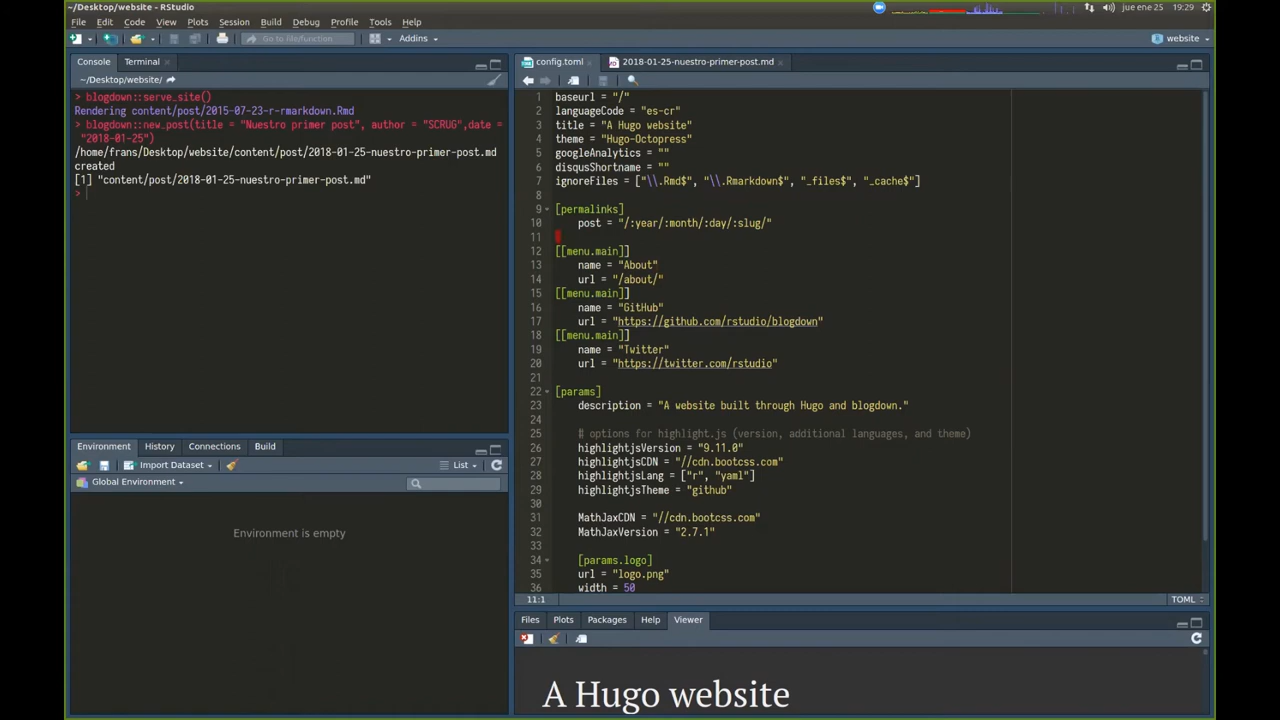 ~/Desktop/website - RStudio
jue ene 25 19:29
File Edit Code View Plots Session Build Debug Profile Tools Help
Go to file/function Addins website
Console Terminal
~/Desktop/website/
> blogdown::serve_site()
Rendering content/post/2015-07-23-r-rmarkdown.Rmd
> blogdown::new_post(title = "Nuestro primer post", author = "SCRUG",date =
"2018-01-25")
/home/frans/Desktop/website/content/post/2018-01-25-nuestro-primer-post.md
created
[1] "content/post/2018-01-25-nuestro-primer-post.md"
>
Environment History Connections Build
Import Dataset List
Global Environment
Environment is empty
config.toml 2018-01-25-nuestro-primer-post.md
1 baseurl = "/"
2 languageCode = "es-cr"
3 title = "A Hugo website"
4 theme = "Hugo-Octopress"
5 googleAnalytics = ""
6 disqusShortname = ""
7 ignoreFiles = ["\\.Rmd$", "\\.Rmarkdown$", "_files$", "_cache$"]
8
9 [permalinks]
10 post = "/:year/:month/:day/:slug/"
11
12 [[menu.main]]
13 name = "About"
14 url = "/about/"
15 [[menu.main]]
16 name = "GitHub"
17 url = "https://github.com/rstudio/blogdown"
18 [[menu.main]]
19 name = "Twitter"
20 url = "https://twitter.com/rstudio"
21
22 [params]
23 description = "A website built through Hugo and blogdown."
24
25 # options for highlight.js (version, additional languages, and theme)
26 highlightjsVersion = "9.11.0"
27 highlightjsCDN = "//cdn.bootcss.com"
28 highlightjsLang = ["r", "yaml"]
29 highlightjsTheme = "github"
30
31 MathJaxCDN = "//cdn.bootcss.com"
32 MathJaxVersion = "2.7.1"
33
34 [params.logo]
35 url = "logo.png"
36 width = 50
11:1 TOML
Files Plots Packages Help Viewer
A Hugo website